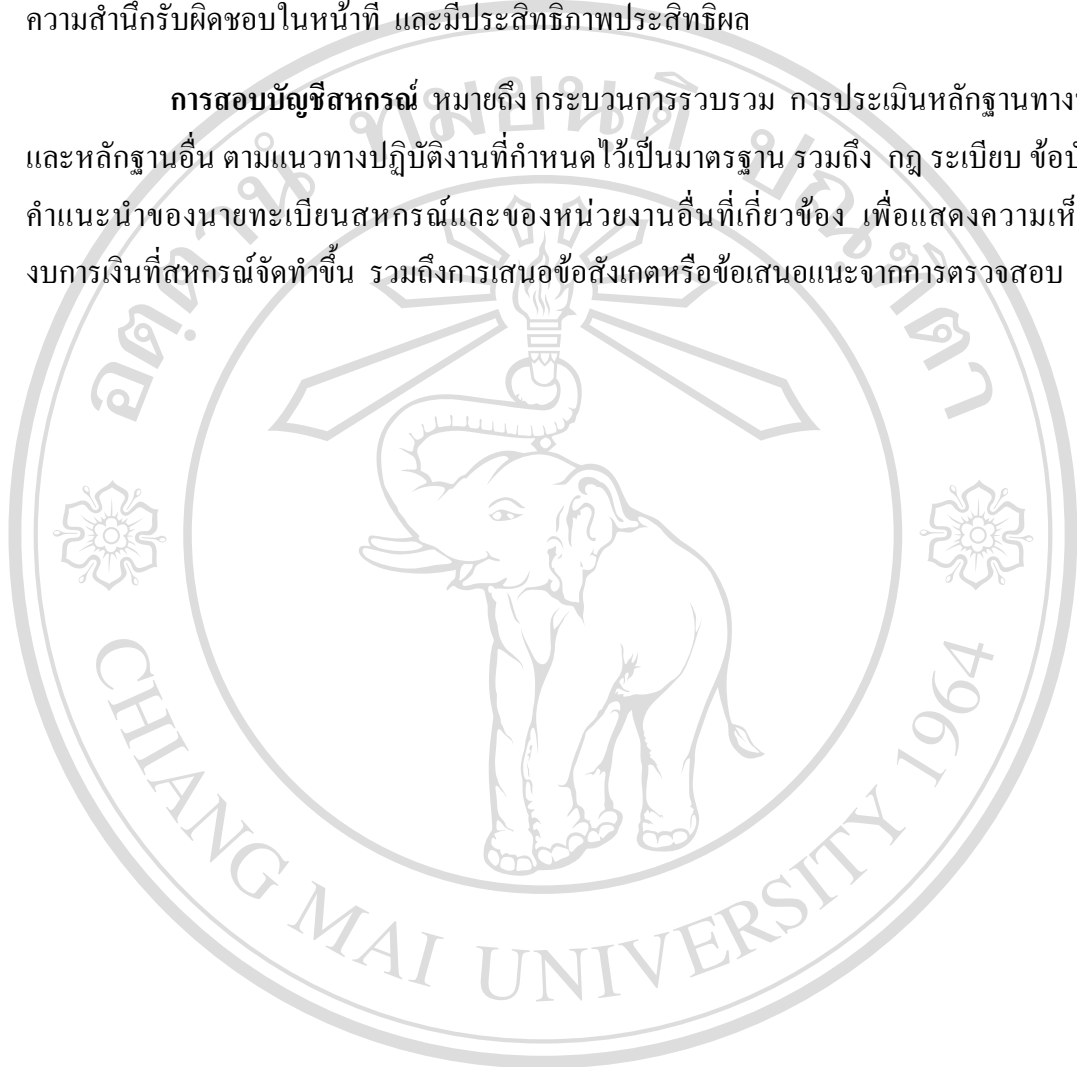 ความสำนึกรับผิดชอบในหน้าที่ และมีประสิทธิภาพประสิทธิผล
การสอบบัญชีสหกรณ์ หมายถึง กระบวนการรวบรวม การประเมินหลักฐานทาง
และหลักฐานอื่น ตามแนวทางปฏิบัติงานที่กำหนดไว้เป็นมาตรฐาน รวมถึง กฎ ระเบียบ
คำแนะนำของนายทะเบียนสหกรณ์และของหน่วยงานอื่นที่เกี่ยวข้อง เพื่อแสดง
งบการเงินที่สหกรณ์จัดทำขึ้น รวมถึงการเสนอข้อสังเกตหรือข้อเสนอแนะจากการตรวจสอบ
อตฺตานํ ทมยนฺติ ปณฺฑิตา
CHIANG MAI UNIVERSITY 1964